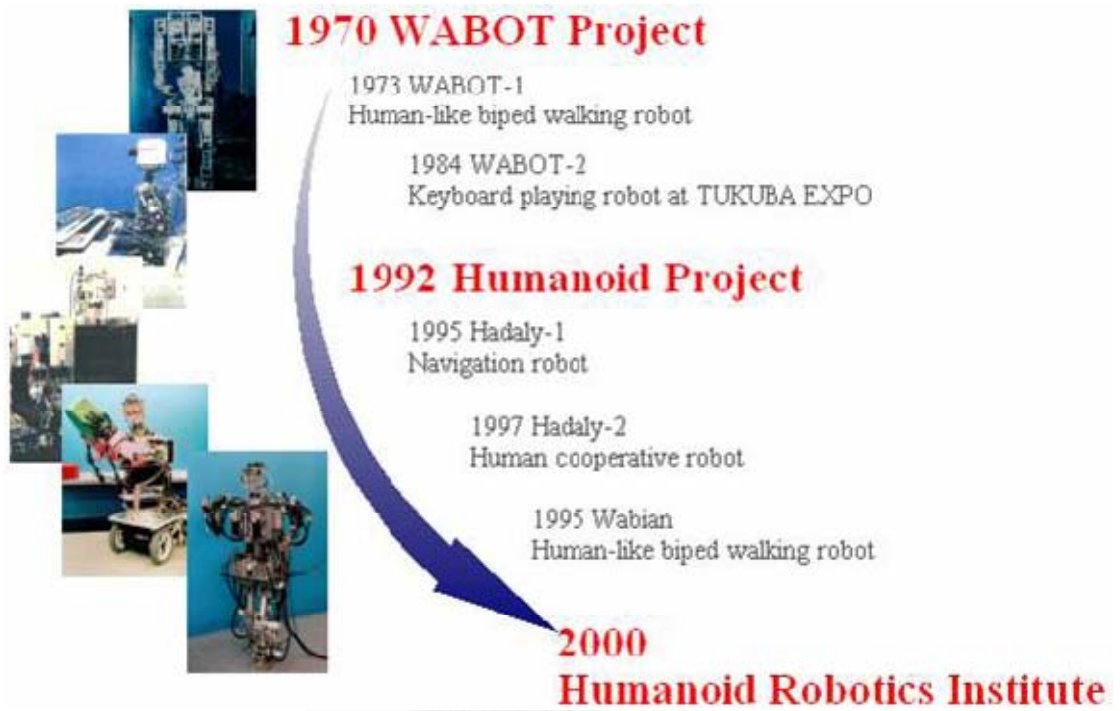 1970 WABOT Project
1973 WABOT-1
Human-like biped walking robot
1984 WABOT-2
Keyboard playing robot at TUKUBA EXPO
1992 Humanoid Project
1995 Hadaly-1
Navigation robot
1997 Hadaly-2
Human cooperative robot
1995 Wabian
Human-like biped walking robot
2000
Humanoid Robotics Institute